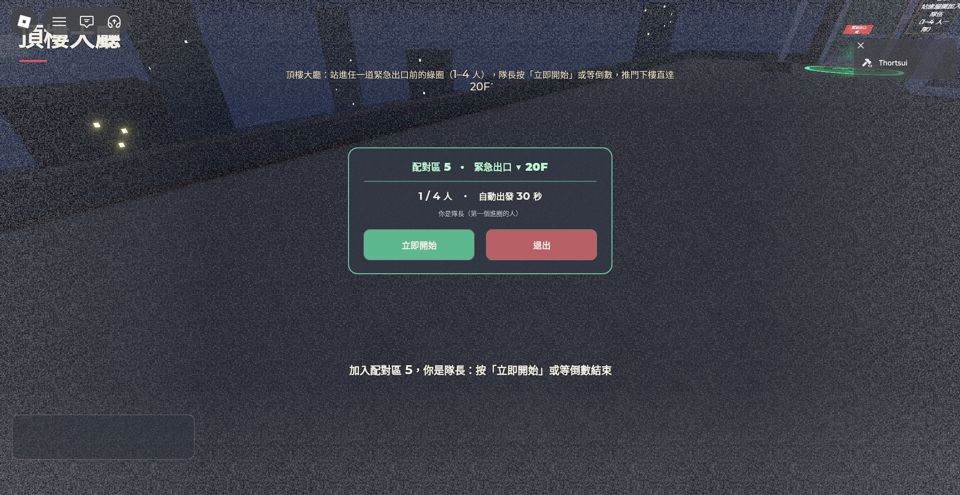 頂樓大廳
Thortsui
頂樓大廳：站進任一道緊急出口前的綠圈（1–4 人），隊長按「立即開始」或等倒數，推門下樓直達
20F
配對區 5 • 緊急出口 ▼ 20F
1 / 4 人 • 自動出發 30 秒
你是隊長（第一個進圈的人）
立即開始
退出
加入配對區 5，你是隊長：按「立即開始」或等倒數結束